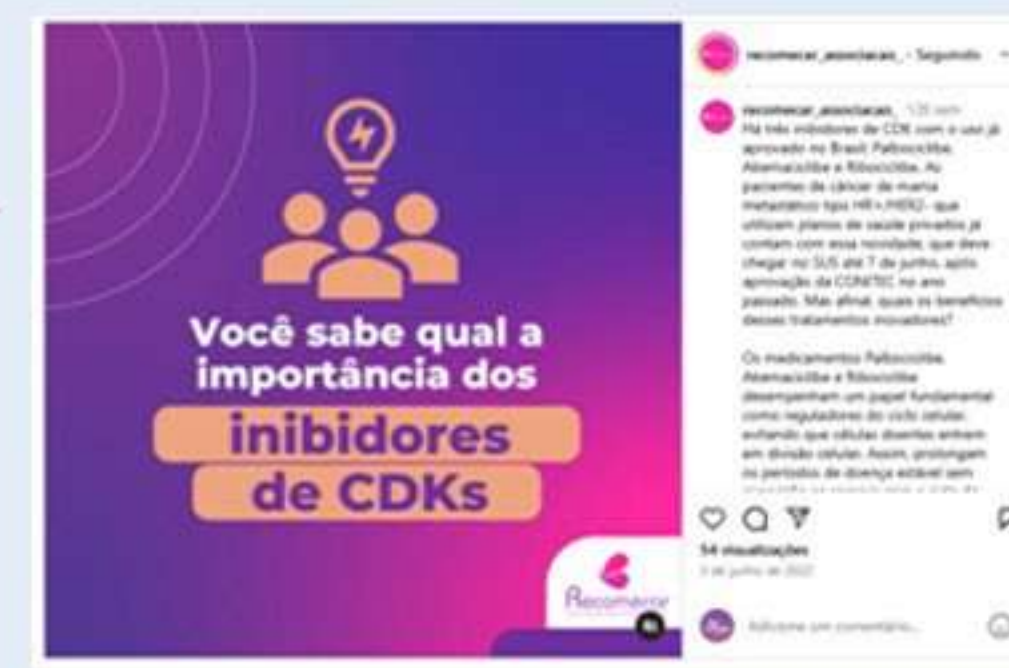 Você sabe qual a
importância dos
inibidores
de CDKs
Recomeçar
recomecar_associacao_ • Seguindo
recomecar_associacao_
Há três inibidores de CDK com o uso já
aprovado no Brasil: Palbociclibe,
Abemaciclibe e Ribociclibe. As
pacientes de câncer de mama
metastático tipo HR+/HER2- que
utilizam planos de saúde privados já
contam com essa novidade, que deve
chegar no SUS até 7 de junho, após
aprovação da CONITEC no ano
passado. Mas afinal, quais os benefícios
desses tratamentos inovadores?
Os medicamentos Palbociclibe,
Abemaciclibe e Ribociclibe
desempenham um papel fundamental
como reguladores do ciclo celular,
evitando que células doentes entrem
em divisão celular. Assim, prolongam
os períodos de doença estável sem
54 visualizações
de junho de 2022
Adicione um comentário...